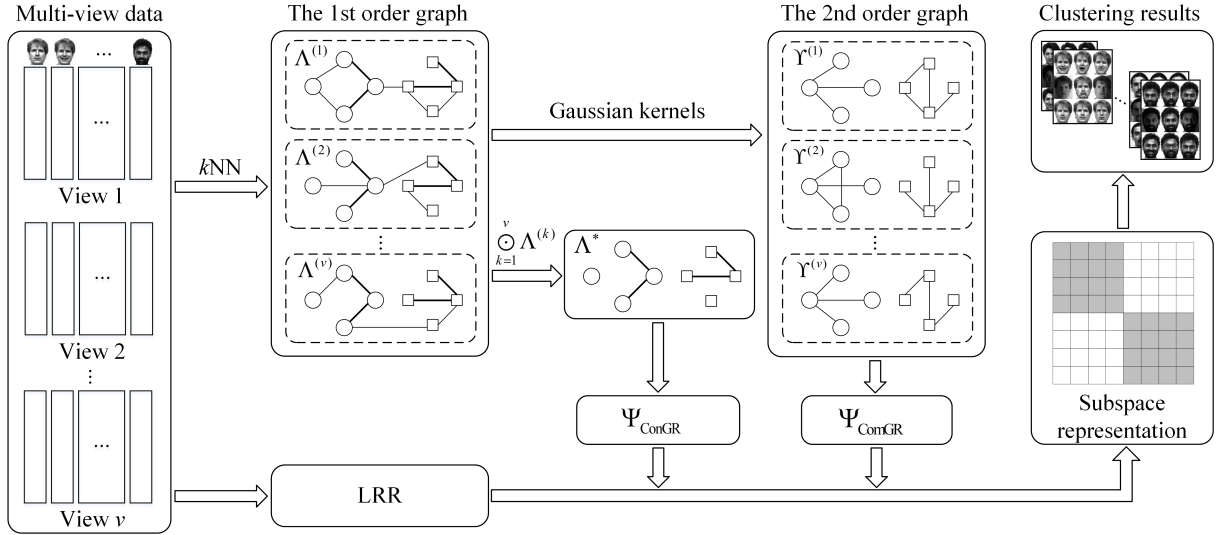 Multi-view data
The 1st order graph
The 2nd order graph
Clustering results
...
Λ(1)
ϒ(1)
...
Gaussian kernels
...
kNN
Λ(2)
ϒ(2)
View 1
v
⊙ Λ(k)
k=1
...
Λ*
...
Λ(v)
ϒ(v)
View 2
...
Subspace
representation
ΨConGR
ΨComGR
...
LRR
View v